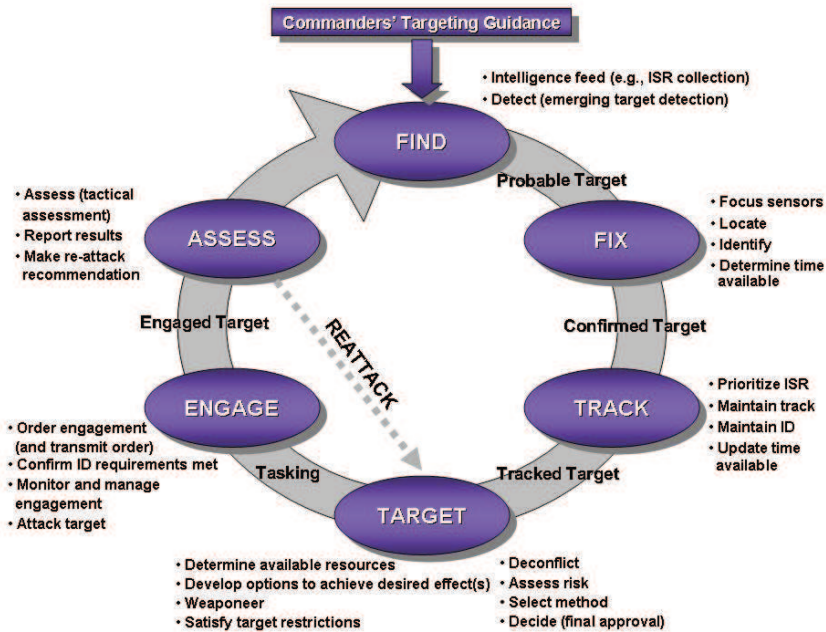 Commanders' Targeting Guidance
• Intelligence feed (e.g., ISR collection)
• Detect (emerging target detection)
FIND
Probable Target
• Focus sensors
• Locate
• Identify
• Determine time
available
FIX
Confirmed Target
• Prioritize ISR
• Maintain track
• Maintain ID
• Update time
available
TRACK
Tracked Target
TARGET
• Determine available resources
• Develop options to achieve desired effect(s)
• Weaponeer
• Satisfy target restrictions
• Deconflict
• Assess risk
• Select method
• Decide (final approval)
Tasking
ENGAGE
• Order engagement
(and transmit order)
• Confirm ID requirements met
• Monitor and manage
engagement
• Attack target
Engaged Target
ASSESS
• Assess (tactical
assessment)
• Report results
• Make re-attack
recommendation
REATTACK